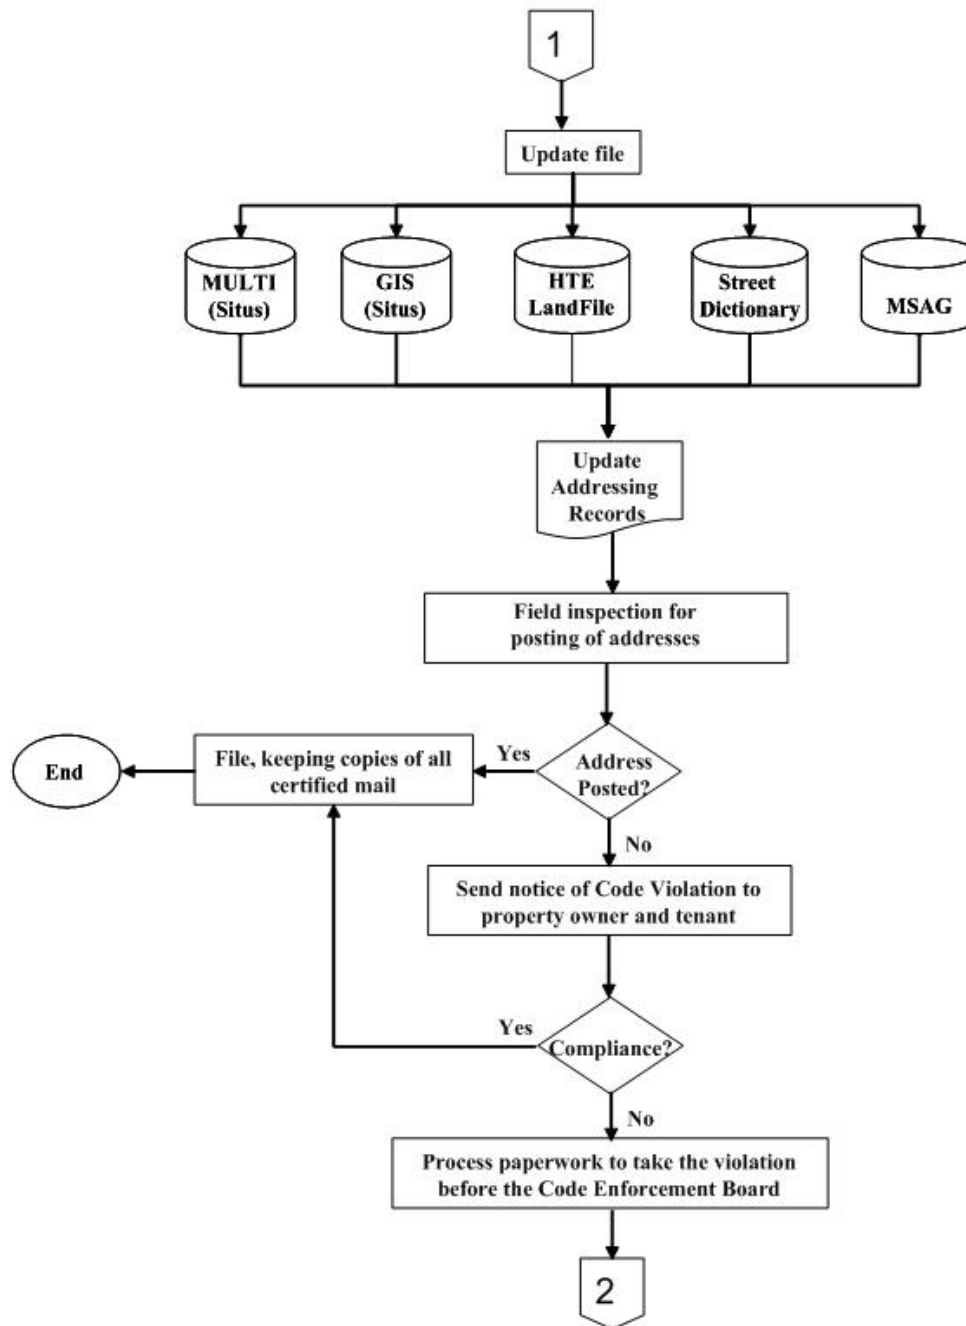 1
Update file
MULTI
(Situs)
GIS
(Situs)
HTE
LandFile
Street
Dictionary
MSAG
Update
Addressing
Records
Field inspection for
posting of addresses
Address
Posted?
Yes
File, keeping copies of all
certified mail
End
No
Send notice of Code Violation to
property owner and tenant
Compliance?
Yes
No
Process paperwork to take the violation
before the Code Enforcement Board
2